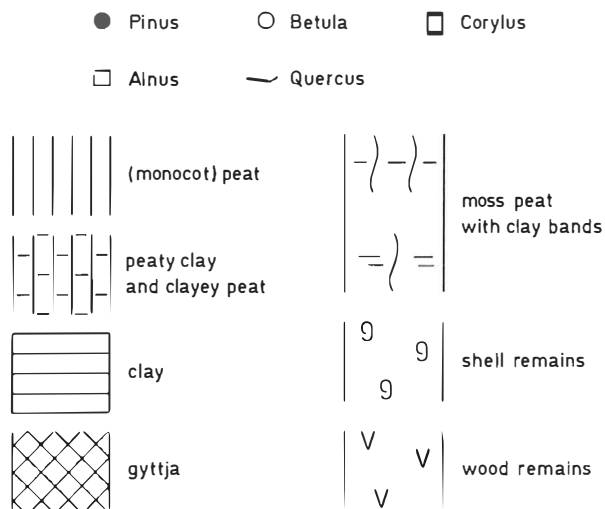 Pinus
Betula
Corylus
Alnus
Quercus
(monocot) peat
peaty clay
and clayey peat
clay
gyttja
moss peat
with clay bands
shell remains
wood remains